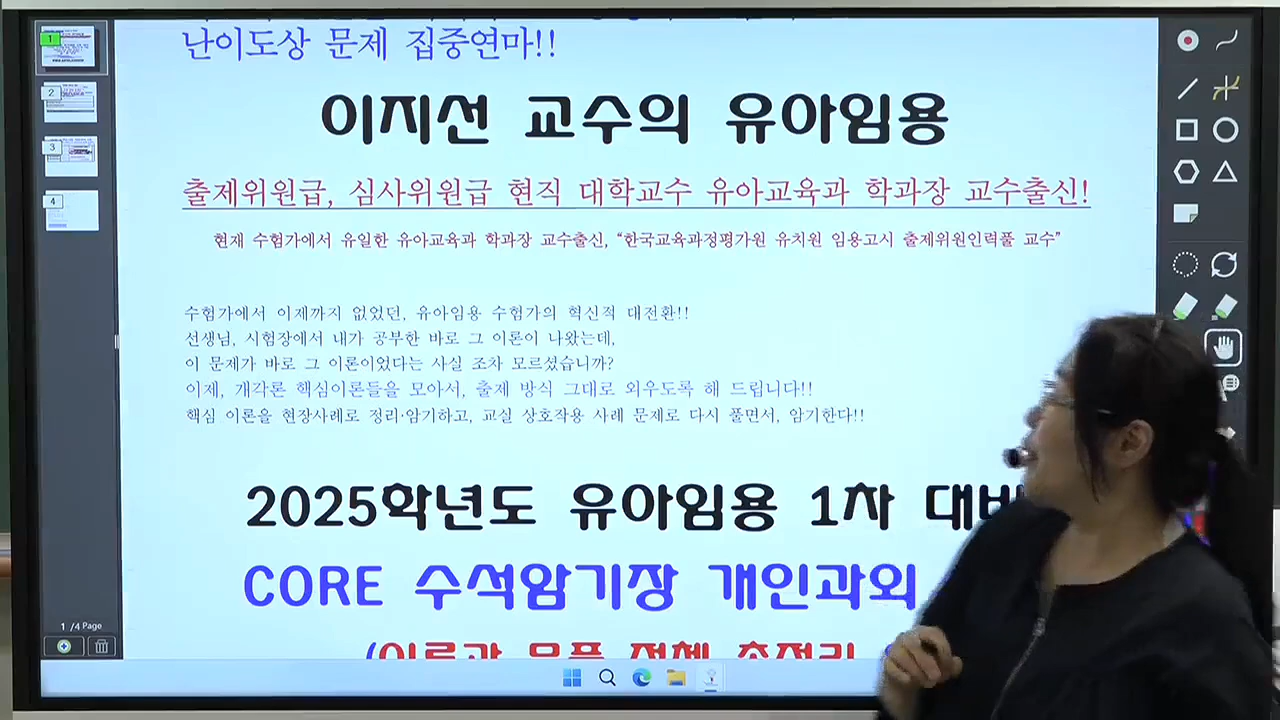 난이도상 문제 집중연마!!
이지선 교수의 유아임용
출제위원급, 심사위원급 현직 대학교수 유아교육과 학과장 교수출신!
현재 수험가에서 유일한 유아교육과 학과장 교수출신, “한국교육과정평가원 유치원 임용고시 출제위원인력풀 교수”
수험가에서 이제까지 없었던, 유아임용 수험가의 혁신적 대전환!!
선생님, 시험장에서 내가 공부한 바로 그 이론이 나왔는데,
이 문제가 바로 그 이론이었다는 사실 조차 모르셨습니까?
이제, 개각론 핵심이론들을 모아서, 출제 방식 그대로 외우도록 해 드립니다!!
핵심 이론을 현장사례로 정리·암기하고, 교실 상호작용 사례 문제로 다시 풀면서, 암기한다!!
2025학년도 유아임용 1차 대비
CORE 수석암기장 개인과외
1
2
3
4
1 /4 Page